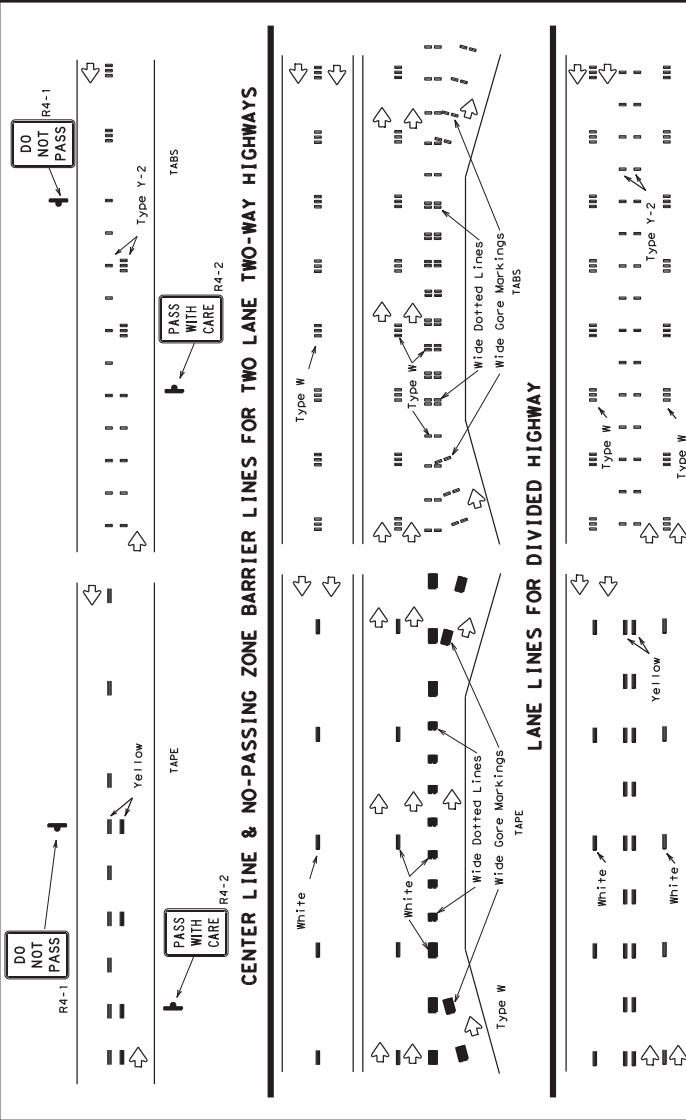 DO
NOT
PASS
R4-1
Type Y-2
TABS
PASS
WITH
CARE
R4-2
DO
NOT
PASS
R4-1
Yellow
TAPE
PASS
WITH
CARE
R4-2
CENTER LINE & NO-PASSING ZONE BARRIER LINES FOR TWO LANE TWO-WAY HIGHWAYS
Type W
Type W
Wide Dotted Lines
Wide Gore Markings
TABS
White
White
Wide Dotted Lines
Wide Gore Markings
TAPE
Type W
LANE LINES FOR DIVIDED HIGHWAY
Type W
Type Y-2
Type W
White
Yellow
White